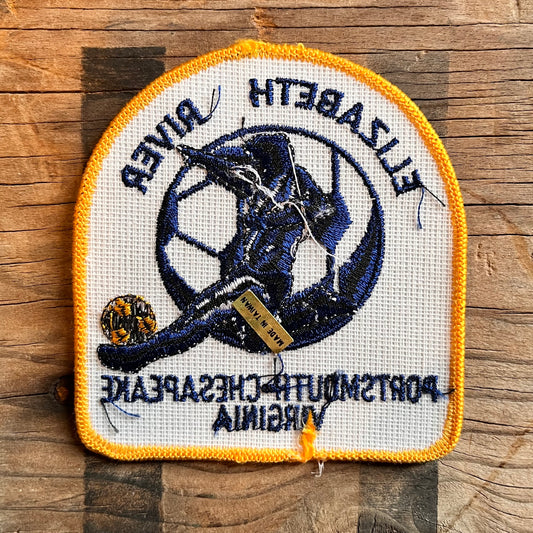 ELIZABETH RIVER
MADE IN TAIWAN
PORTSMOUTH-CHESAPEAKE
VIRGINIA